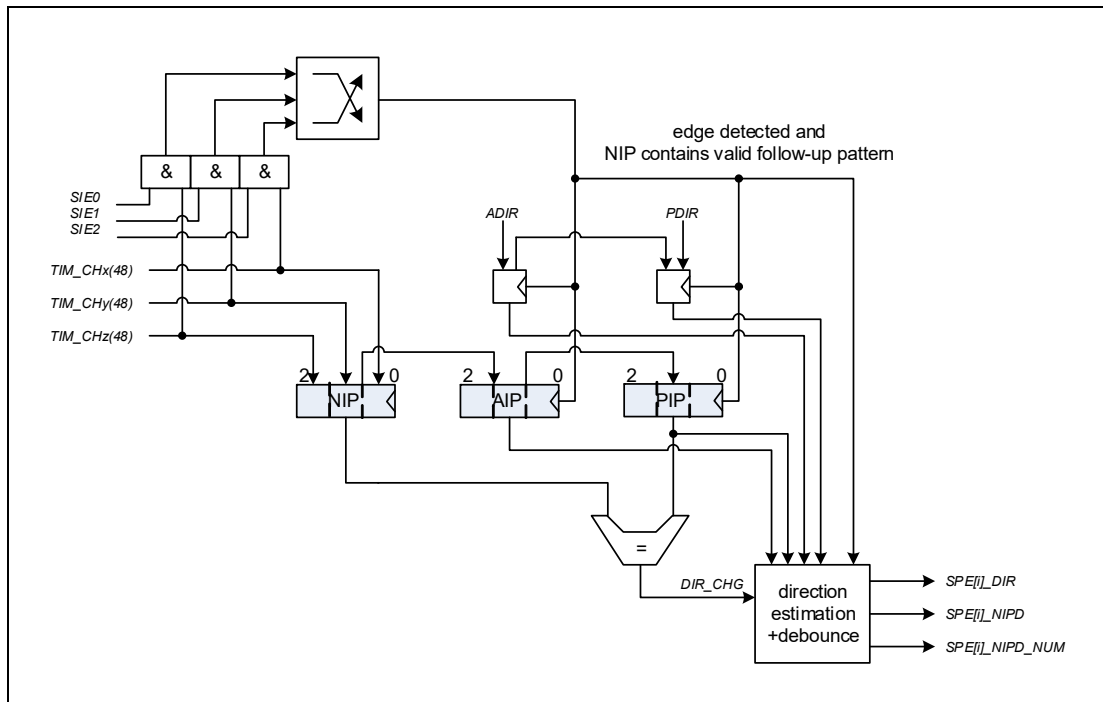 edge detected and
NIP contains valid follow-up pattern
& & &
SIE0
SIE1
SIE2
ADIR
PDIR
TIM_CHx(48)
TIM_CHy(48)
TIM_CHz(48)
2 0 2 0 2 0
NIP AIP PIP
=
DIR_CHG
direction
estimation
+debounce
SPE[i]_DIR
SPE[i]_NIPD
SPE[i]_NIPD_NUM